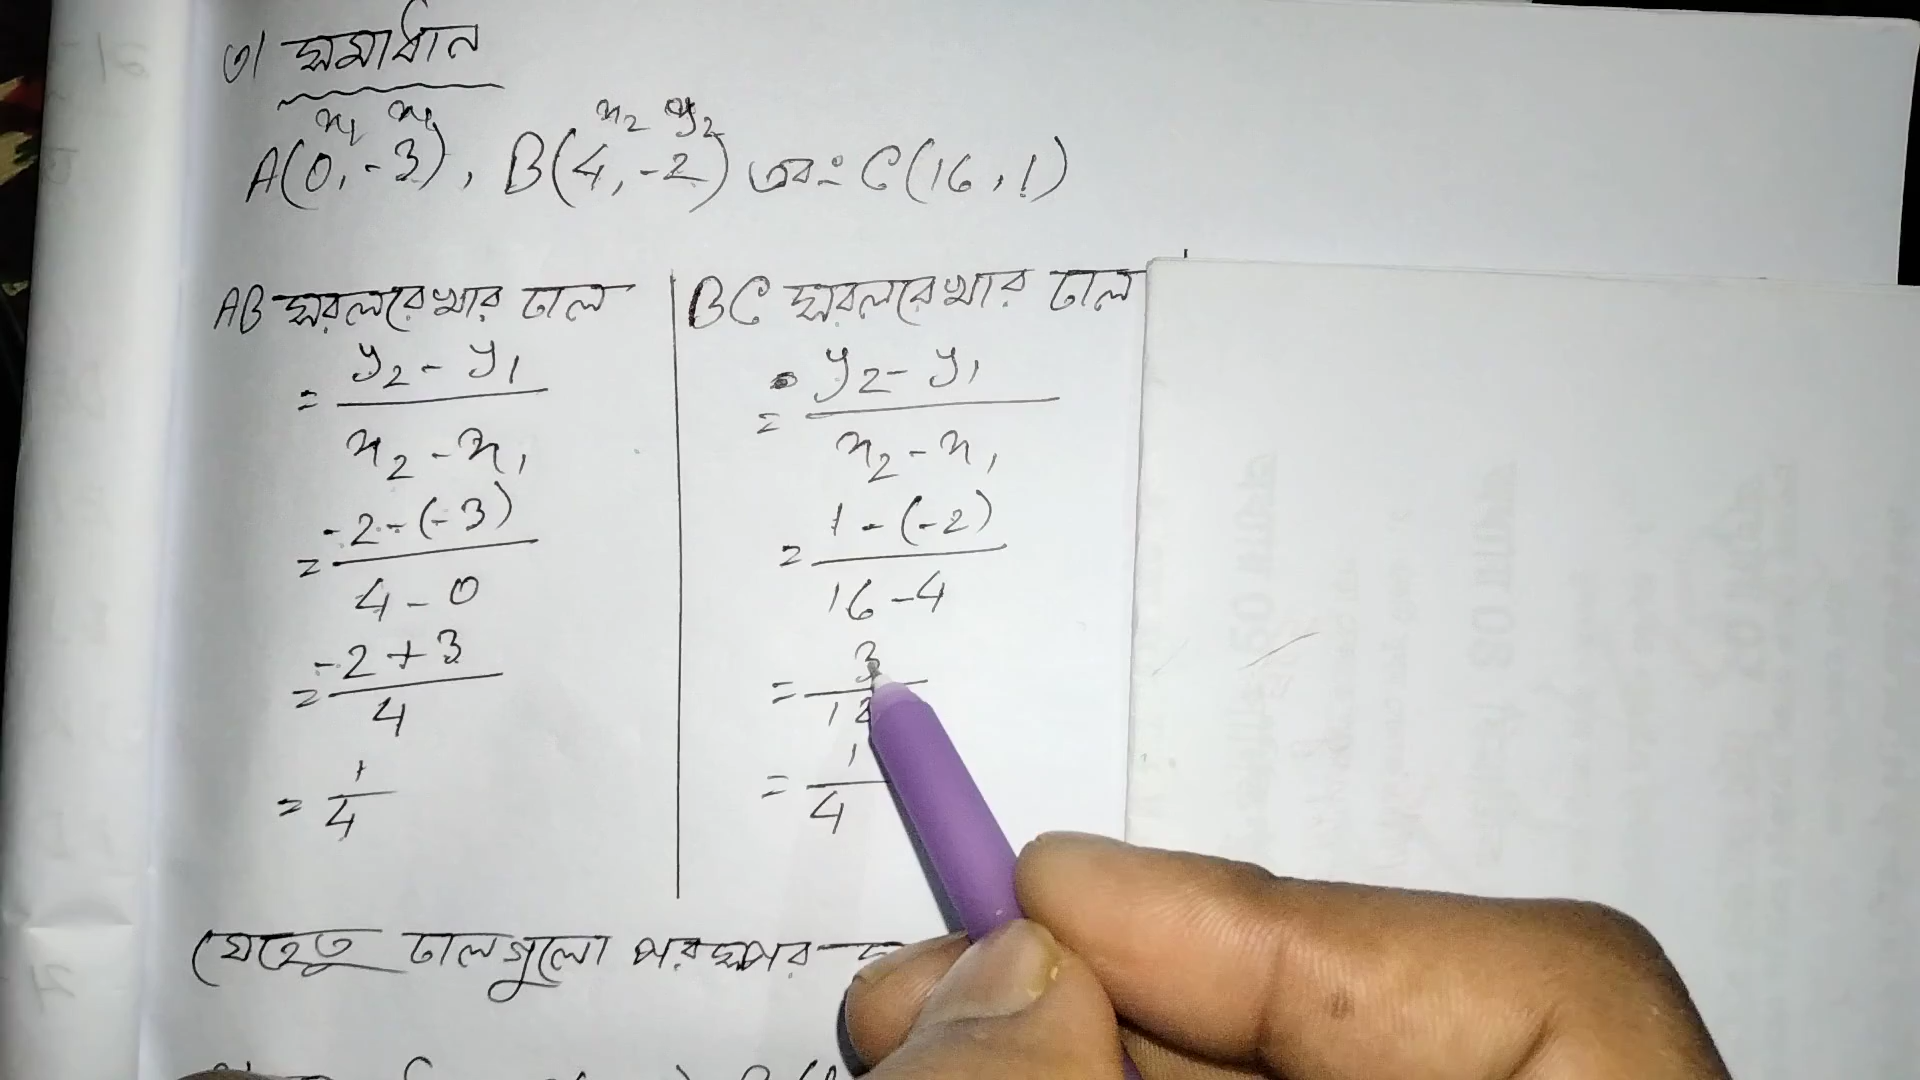 ৩। সমাধান
x₁ x₁ x₂ y₂
A(0, -3), B(4, -2) এবং C(16, 1)
AB সরলরেখার ঢাল
= y₂ - y₁ / x₂ - x₁
= -2 - (-3) / 4 - 0
= -2 + 3 / 4
= 1 / 4
BC সরলরেখার ঢাল
= y₂ - y₁ / x₂ - x₁
= 1 - (-2) / 16 - 4
= 3 / 12
= 1 / 4
যেহেতু ঢালগুলো পরস্পর